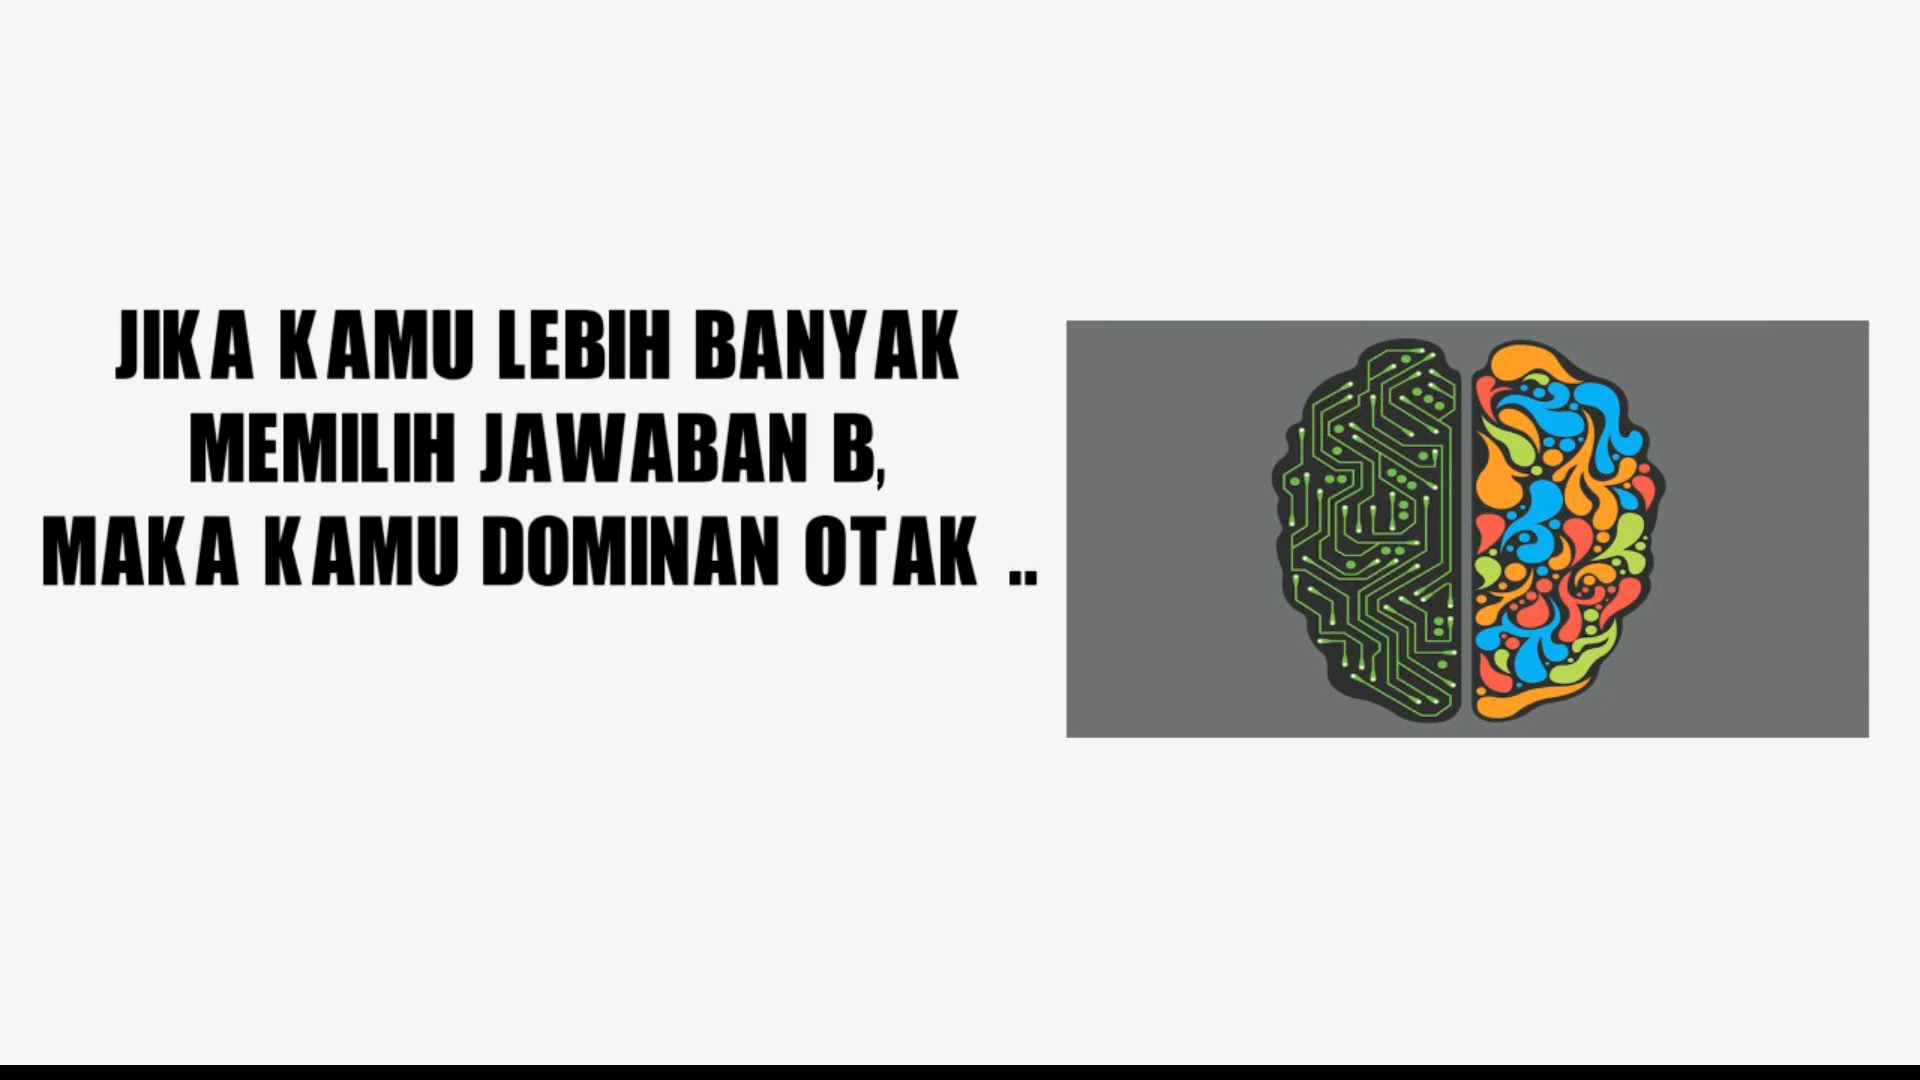 JIKA KAMU LEBIH BANYAK
MEMILIH JAWABAN B,
MAKA KAMU DOMINAN OTAK ..